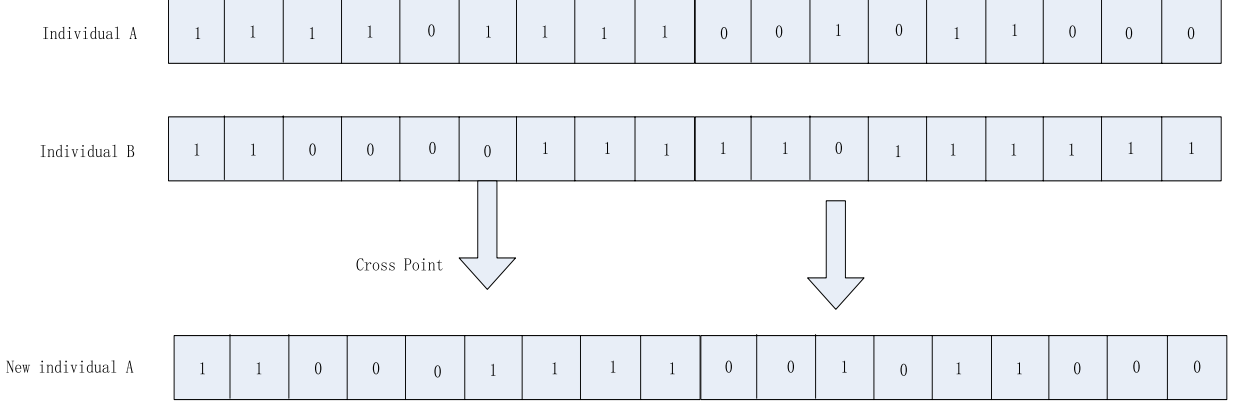 Individual A 1 1 1 1 0 1 1 1 1 0 0 1 0 1 1 0 0 0
Individual B 1 1 0 0 0 0 1 1 1 1 1 0 1 1 1 1 1 1
Cross Point
New individual A 1 1 0 0 0 1 1 1 1 0 0 1 0 1 1 0 0 0